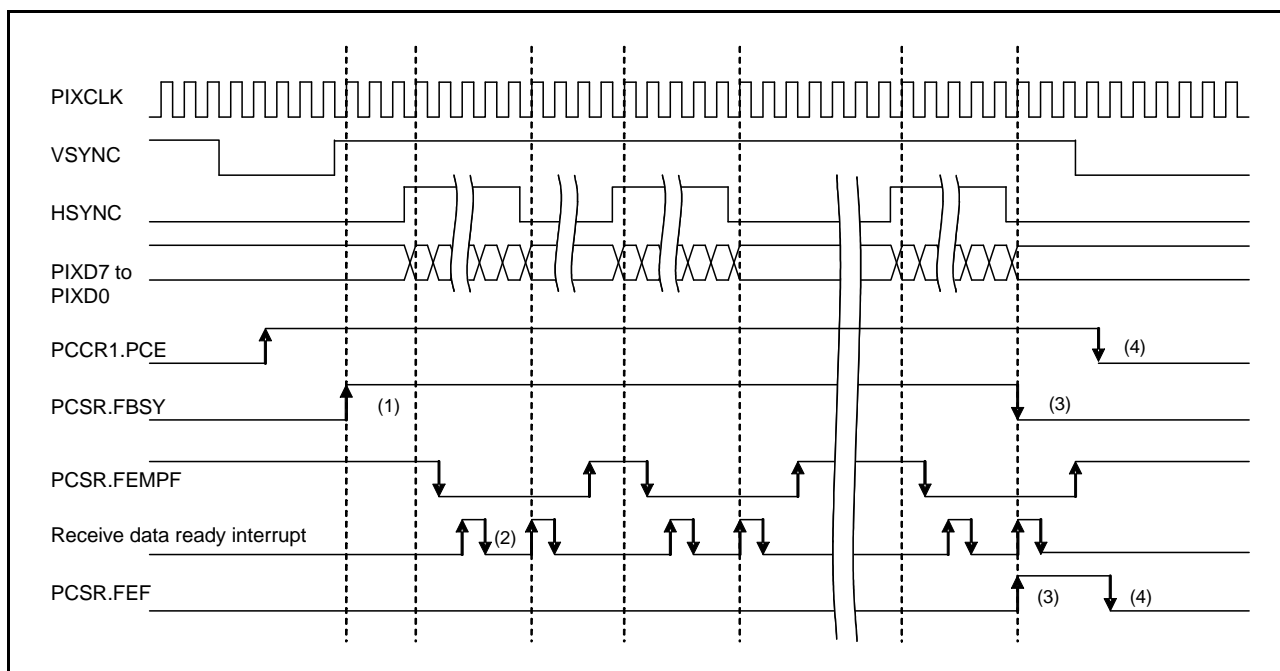 PIXCLK
VSYNC
HSYNC
PIXD7 to
PIXD0
PCCR1.PCE
(4)
PCSR.FBSY
(1)
(3)
PCSR.FEMPF
Receive data ready interrupt
(2)
PCSR.FEF
(3)
(4)